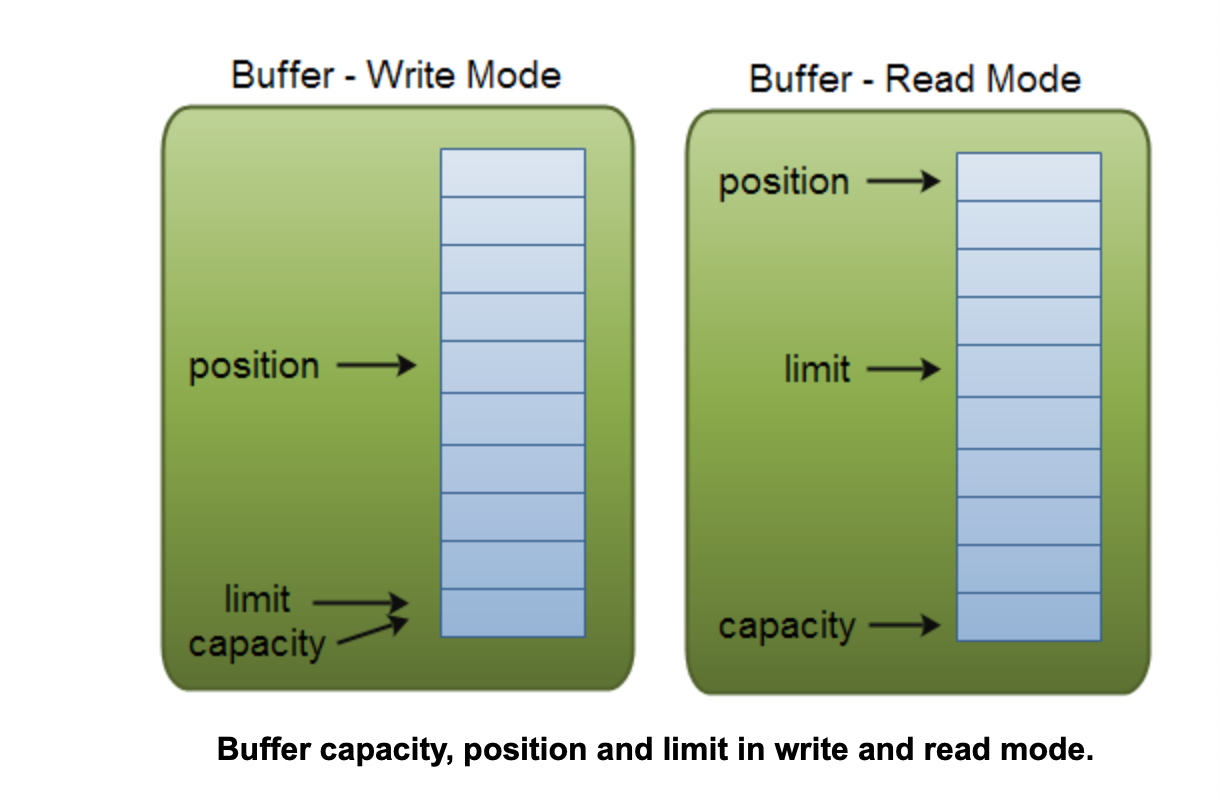 Buffer - Write Mode
position
limit
capacity
Buffer - Read Mode
position
limit
capacity
Buffer capacity, position and limit in write and read mode.